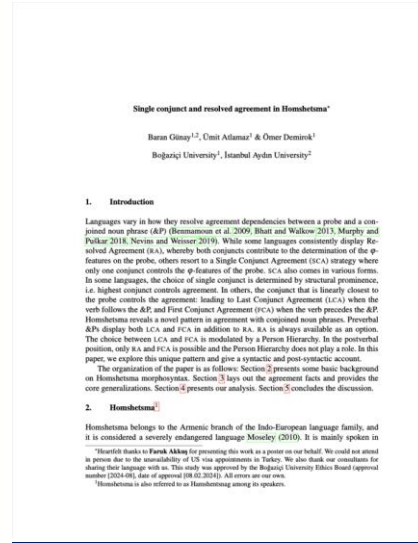 Single conjunct and resolved agreement in Homshetsma*
Baran Günay1,2, Ümit Atlamaz1 & Ömer Demirok1
Boğaziçi University1, İstanbul Aydın University2
1. Introduction
Languages vary in how they resolve agreement dependencies between a probe and a con-
joined noun phrase (&P) (Benmamoun et al. 2009, Bhatt and Walkow 2013, Murphy and
Puškar 2018, Nevins and Weisser 2019). While some languages consistently display Re-
solved Agreement (RA), whereby both conjuncts contribute to the determination of the φ-
features on the probe, others resort to a Single Conjunct Agreement (SCA) strategy where
only one conjunct controls the φ-features of the probe. SCA also comes in various forms.
In some languages, the choice of single conjunct is determined by structural prominence,
i.e. highest conjunct controls agreement. In others, the conjunct that is linearly closest to
the probe controls the agreement: leading to Last Conjunct Agreement (LCA) when the
verb follows the &P, and First Conjunct Agreement (FCA) when the verb precedes the &P.
Homshetsma reveals a novel pattern in agreement with conjoined noun phrases. Preverbal
&Ps display both LCA and FCA in addition to RA. RA is always available as an option.
The choice between LCA and FCA is modulated by a Person Hierarchy. In the postverbal
position, only RA and FCA is possible and the Person Hierarchy does not play a role. In this
paper, we explore this unique pattern and give a syntactic and post-syntactic account.
The organization of the paper is as follows: Section 2 presents some basic background
on Homshetsma morphosyntax. Section 3 lays out the agreement facts and provides the
core generalizations. Section 4 presents our analysis. Section 5 concludes the discussion.
2. Homshetsma1
Homshetsma belongs to the Armenic branch of the Indo-European language family, and
it is considered a severely endangered language Moseley (2010). It is mainly spoken in
*Heartfelt thanks to Faruk Akkuş for presenting this work as a poster on our behalf. We could not attend
in person due to the unavailability of US visa appointments in Turkey. We also thank our consultants for
sharing their language with us. This study was approved by the Boğaziçi University Ethics Board (approval
number [2024-08], date of approval [08.02.2024]). All errors are our own.
1Homshetsma is also referred to as Hamshentsnag among its speakers.